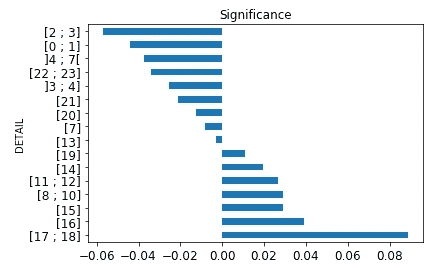 Significance
[2 ; 3]
[0 ; 1]
]4 ; 7[
[22 ; 23]
]3 ; 4]
[21]
[20]
[7]
[13]
[19]
[14]
[11 ; 12]
[8 ; 10]
[15]
[16]
[17 ; 18]
DETAIL
−0.06 −0.04 −0.02 0.00 0.02 0.04 0.06 0.08